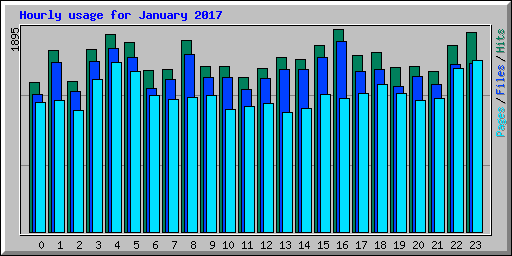 Hourly usage for January 2017
1895
Pages / Files / Hits
0 1 2 3 4 5 6 7 8 9 10 11 12 13 14 15 16 17 18 19 20 21 22 23